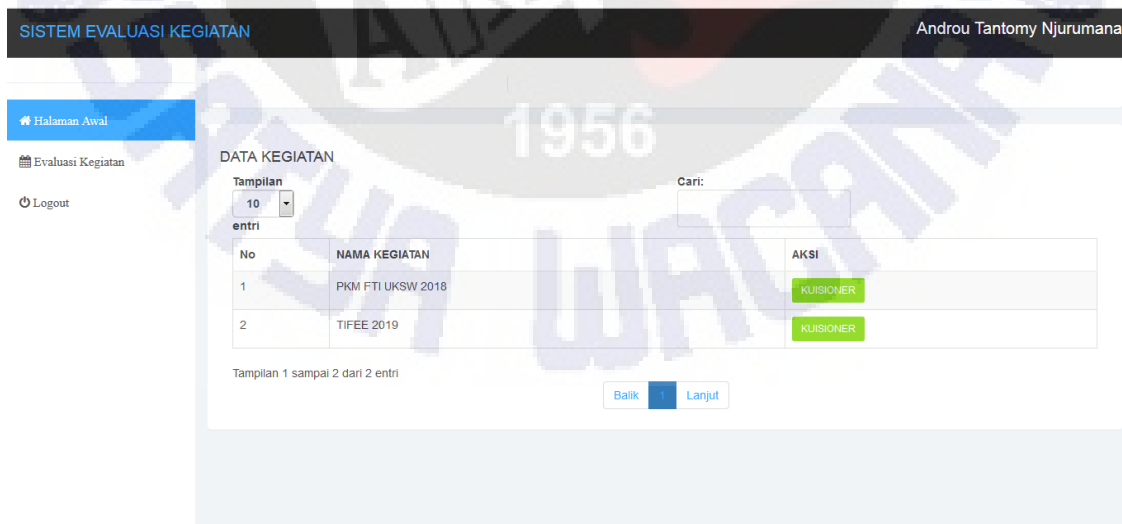 SISTEM EVALUASI KEGIATAN
Androu Tantomy Njurumana
Halaman Awal
Evaluasi Kegiatan
Logout
DATA KEGIATAN
Tampilan
10
entri
Cari:
No NAMA KEGIATAN AKSI
1 PKM FTI UKSW 2018 KUISIONER
2 TIFEE 2019 KUISIONER
Tampilan 1 sampai 2 dari 2 entri
Balik 1 Lanjut
1956
SATYA WACANA